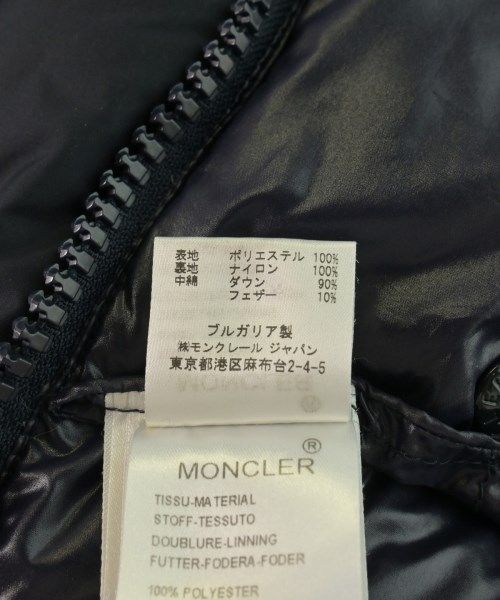 表地 ポリエステル 100%
裏地 ナイロン 100%
中綿 ダウン 90%
フェザー 10%
ブルガリア製
㈱モンクレール ジャパン
東京都港区麻布台2-4-5
®
MONCLER
TISSU-MATERIAL
STOFF-TESSUTO
DOUBLURE-LINNING
FUTTER-FODERA-FODER
100% POLYESTER